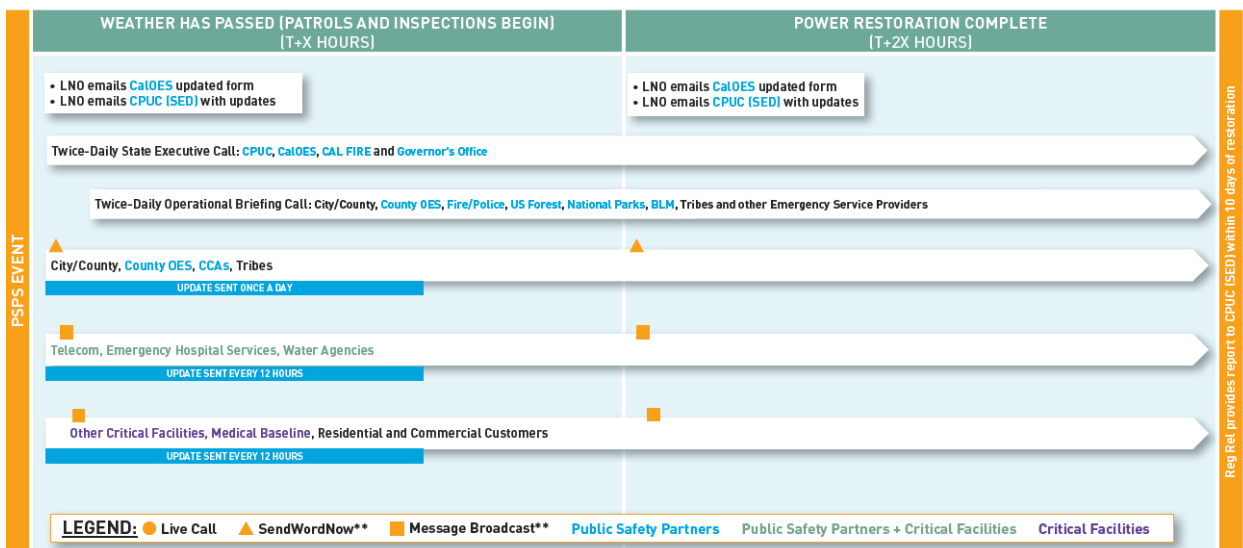 WEATHER HAS PASSED (PATROLS AND INSPECTIONS BEGIN)
(T+X HOURS)
POWER RESTORATION COMPLETE
(T+2X HOURS)
PSPS EVENT
• LNO emails CalOES updated form
• LNO emails CPUC (SED) with updates
• LNO emails CalOES updated form
• LNO emails CPUC (SED) with updates
Twice-Daily State Executive Call: CPUC, CalOES, CAL FIRE and Governor's Office
Twice-Daily Operational Briefing Call: City/County, County OES, Fire/Police, US Forest, National Parks, BLM, Tribes and other Emergency Service Providers
City/County, County OES, CCAs, Tribes
UPDATE SENT ONCE A DAY
Telecom, Emergency Hospital Services, Water Agencies
UPDATE SENT EVERY 12 HOURS
Other Critical Facilities, Medical Baseline, Residential and Commercial Customers
UPDATE SENT EVERY 12 HOURS
Reg Rel provides report to CPUC (SED) within 10 days of restoration
LEGEND: Live Call SendWordNow** Message Broadcast** Public Safety Partners Public Safety Partners + Critical Facilities Critical Facilities